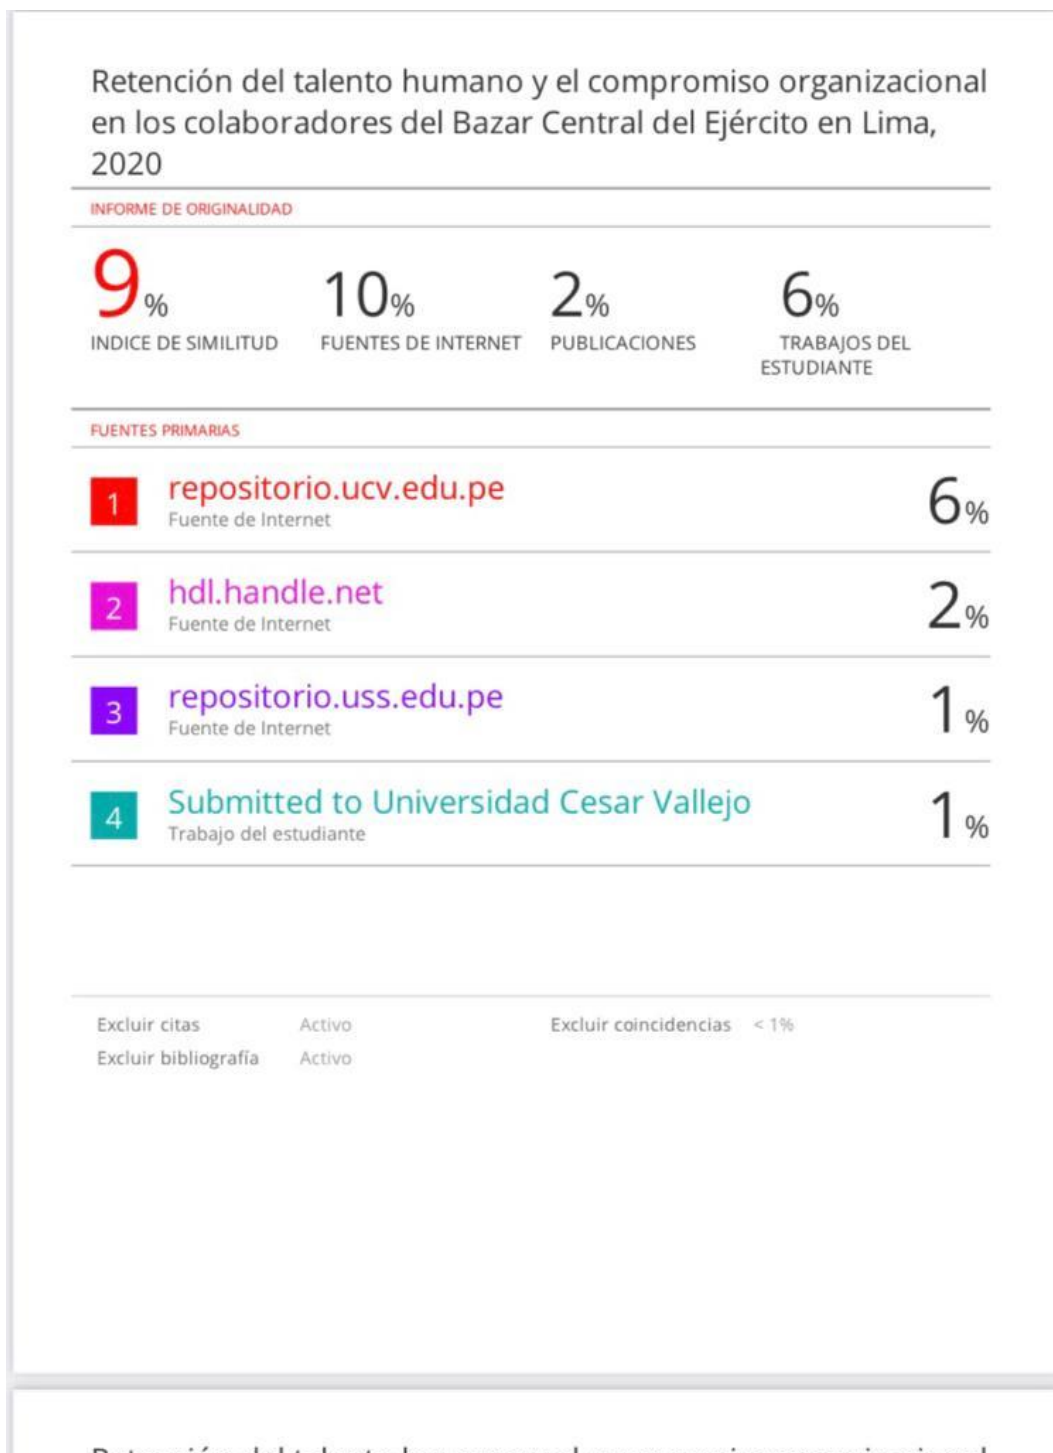 Retención del talento humano y el compromiso organizacional
en los colaboradores del Bazar Central del Ejército en Lima,
2020
INFORME DE ORIGINALIDAD
9%
INDICE DE SIMILITUD
10%
FUENTES DE INTERNET
2%
PUBLICACIONES
6%
TRABAJOS DEL
ESTUDIANTE
FUENTES PRIMARIAS
1
repositorio.ucv.edu.pe
Fuente de Internet
6%
2
hdl.handle.net
Fuente de Internet
2%
3
repositorio.uss.edu.pe
Fuente de Internet
1%
4
Submitted to Universidad Cesar Vallejo
Trabajo del estudiante
1%
Excluir citas Activo Excluir coincidencias < 1%
Excluir bibliografía Activo